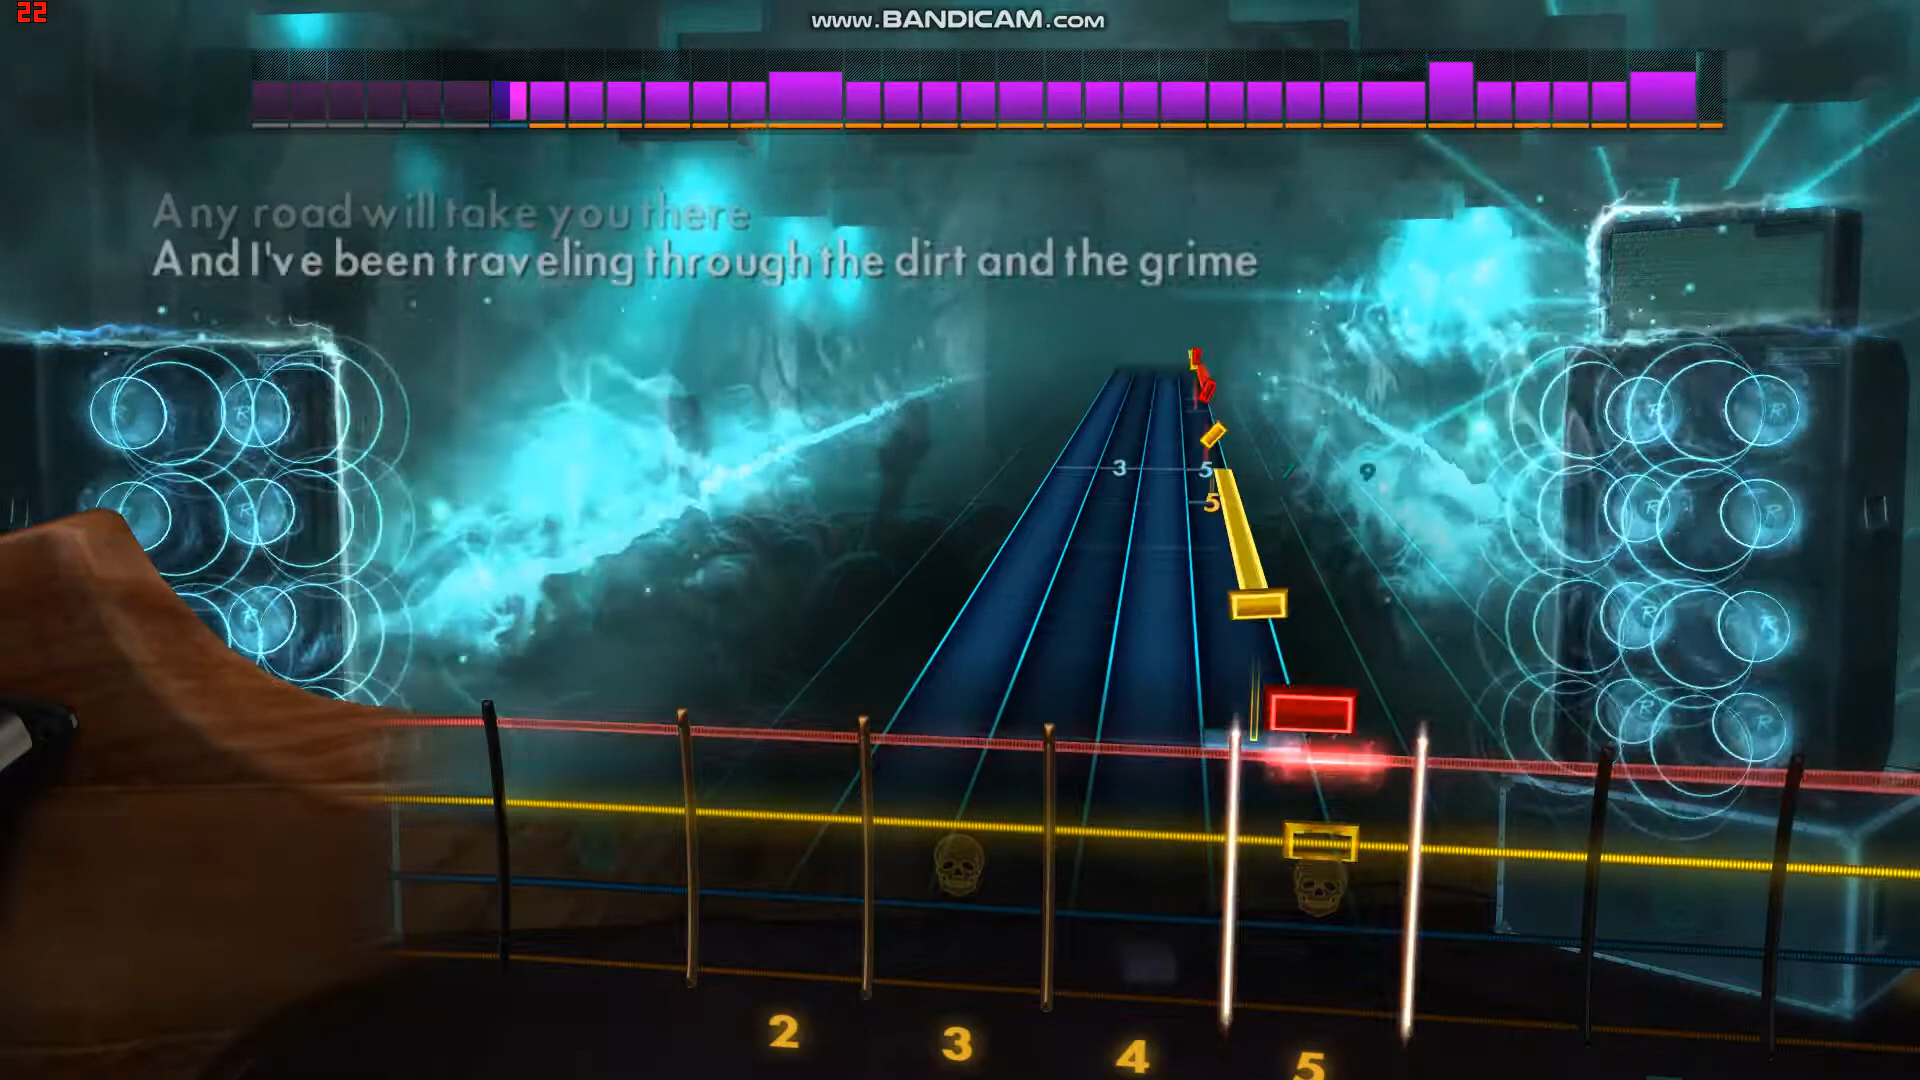 22
www.BANDICAM.com
Any road will take you there
And I've been traveling through the dirt and the grime
3 5 9
5
2 3 4 5